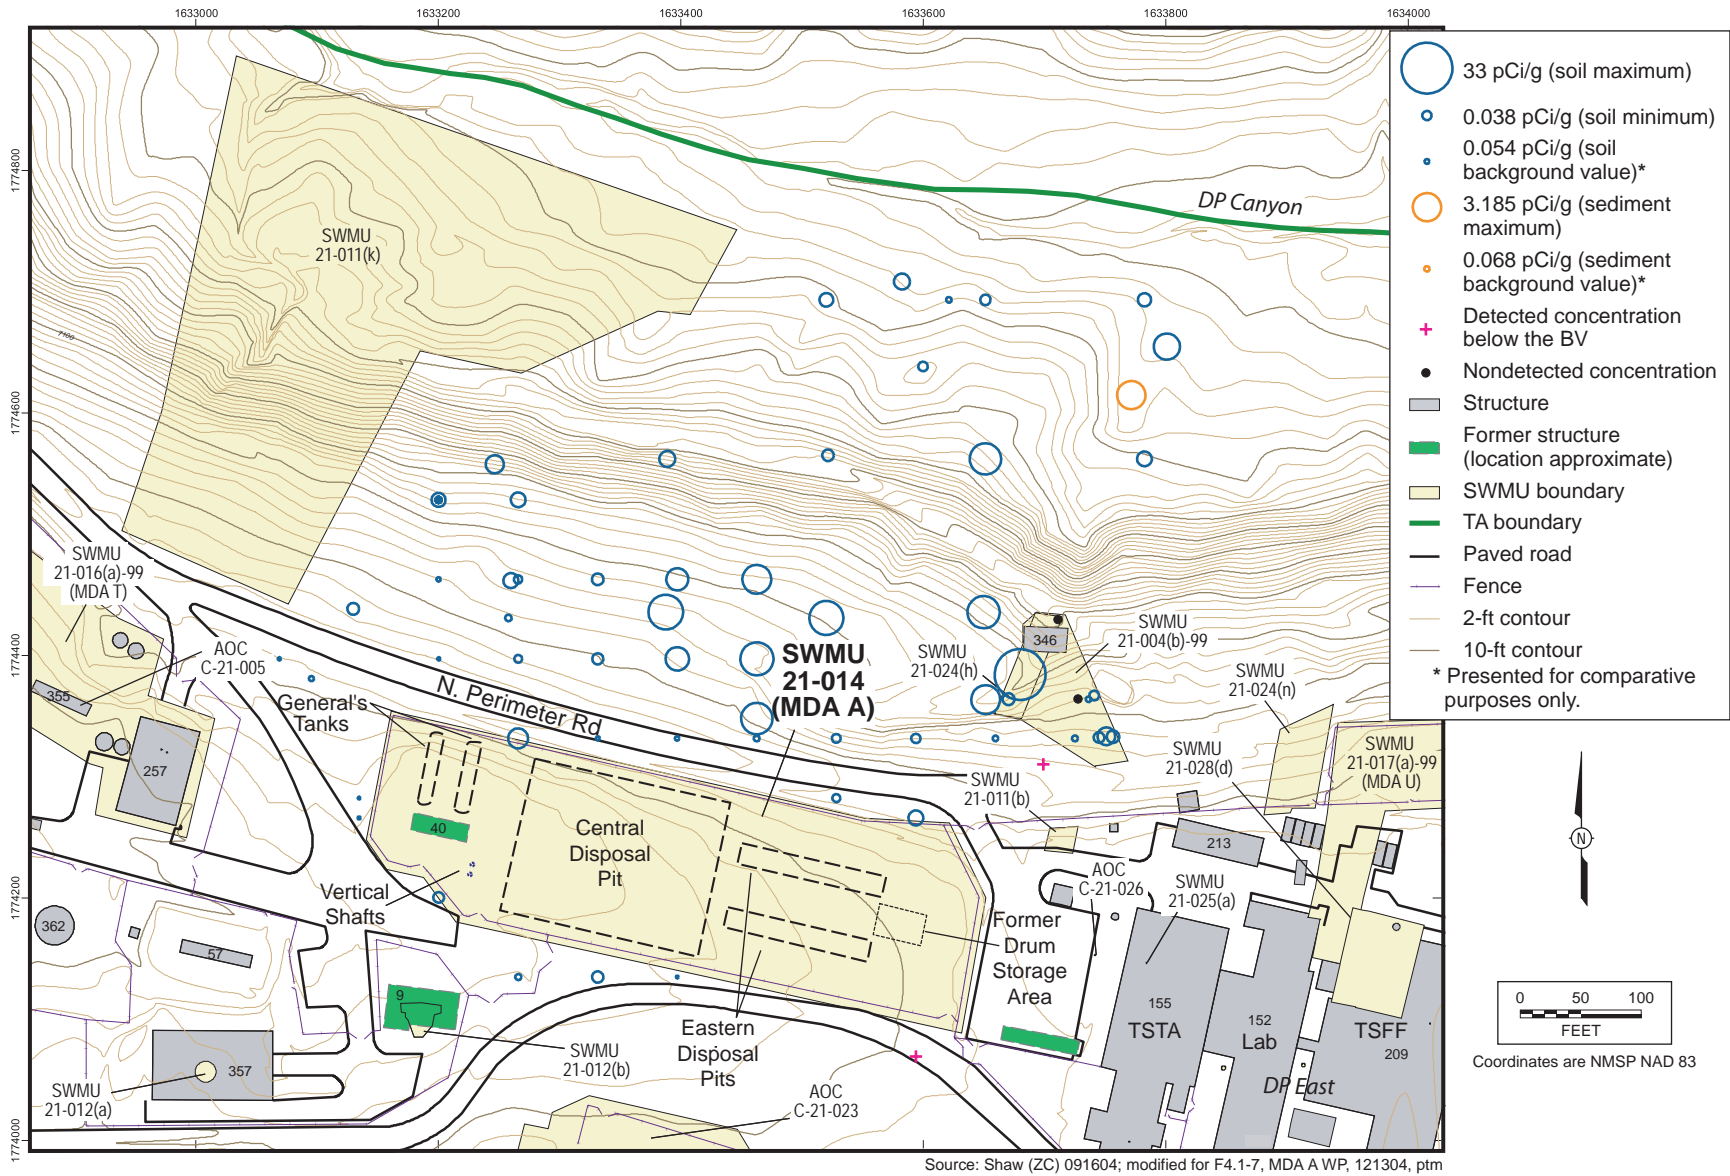 1633000
1633200
1633400
1633600
1633800
1634000
1774800
1774600
1774400
1774200
1774000
33 pCi/g (soil maximum)
0.038 pCi/g (soil minimum)
0.054 pCi/g (soil
background value)*
3.185 pCi/g (sediment
maximum)
0.068 pCi/g (sediment
background value)*
Detected concentration
below the BV
Nondetected concentration
Structure
Former structure
(location approximate)
SWMU boundary
TA boundary
Paved road
Fence
2-ft contour
10-ft contour
* Presented for comparative
purposes only.
DP Canyon
SWMU
21-011(k)
7100
SWMU
21-016(a)-99
(MDA T)
AOC
C-21-005
355
257
General's
Tanks
N. Perimeter Rd
SWMU
21-014
(MDA A)
SWMU
21-024(h)
346
SWMU
21-004(b)-99
SWMU
21-024(n)
SWMU
21-028(d)
SWMU
21-017(a)-99
(MDA U)
SWMU
21-011(b)
40
Central
Disposal
Pit
Vertical
Shafts
213
AOC
C-21-026
SWMU
21-025(a)
Former
Drum
Storage
Area
362
57
9
Eastern
Disposal
Pits
155
TSTA
152
Lab
TSFF
209
DP East
SWMU
21-012(b)
357
SWMU
21-012(a)
AOC
C-21-023
N
0 50 100
FEET
Coordinates are NMSP NAD 83
Source: Shaw (ZC) 091604; modified for F4.1-7, MDA A WP, 121304, ptm